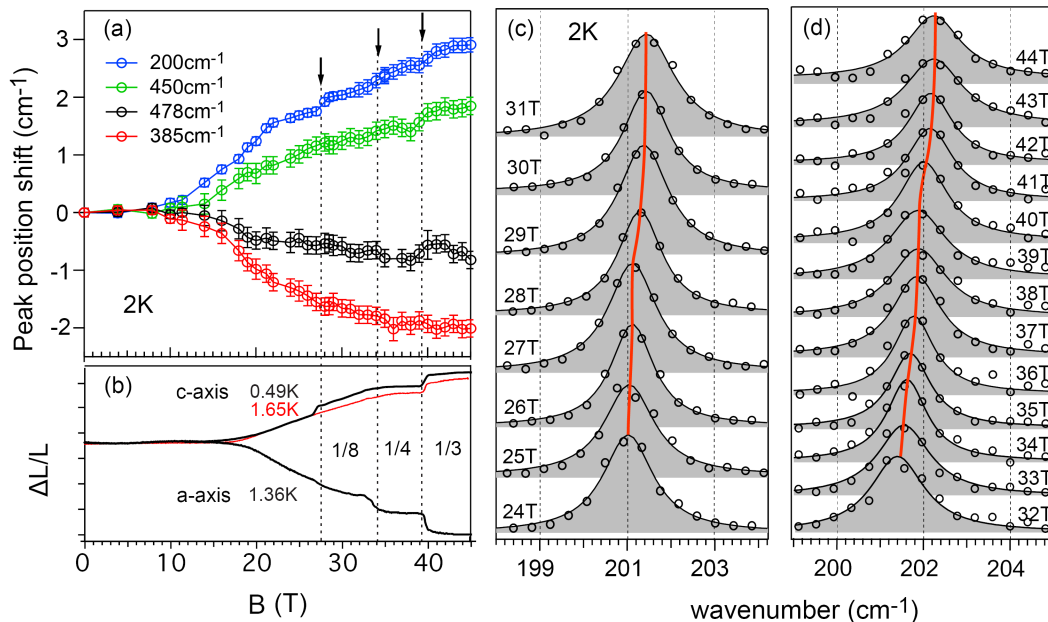 (a)
200cm⁻¹
450cm⁻¹
478cm⁻¹
385cm⁻¹
2K
Peak position shift (cm⁻¹)
3
2
1
0
-1
-2
(b)
c-axis
0.49K
1.65K
a-axis
1.36K
1/8
1/4
1/3
ΔL/L
0
10
20
30
40
B (T)
(c)
2K
31T
30T
29T
28T
27T
26T
25T
24T
199
201
203
(d)
44T
43T
42T
41T
40T
39T
38T
37T
36T
35T
34T
33T
32T
200
202
204
wavenumber (cm⁻¹)